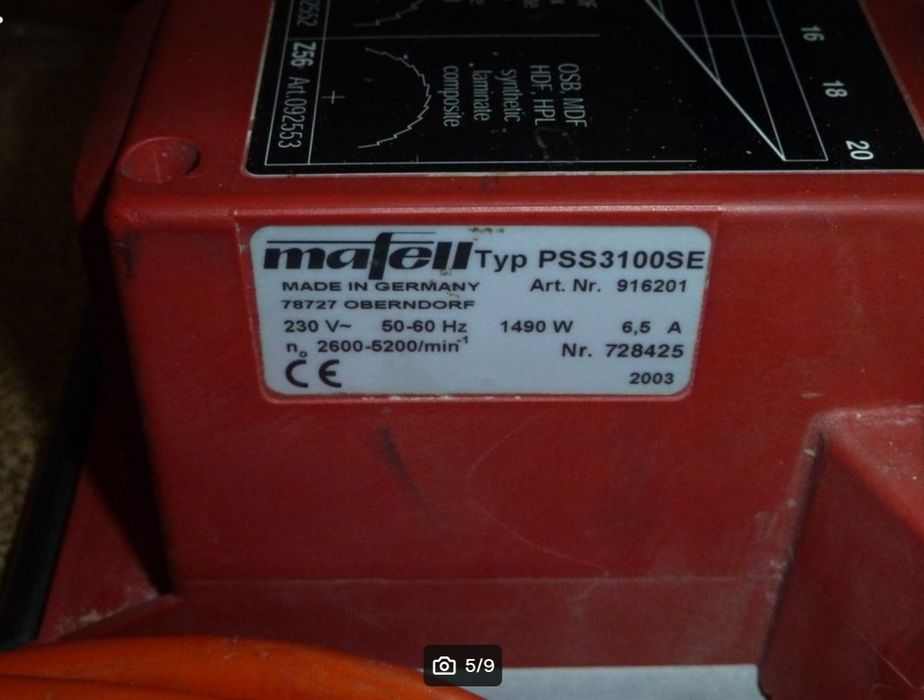 Z56 Art.092553
OSB, MDF
HDF, HPL
synthetic
laminate
composite
16
18
20
mafell Typ PSS3100SE
MADE IN GERMANY Art. Nr. 916201
78727 OBERNDORF
230 V~ 50-60 Hz 1490 W 6,5 A
no 2600-5200/min-1 Nr. 728425
CE 2003
5/9